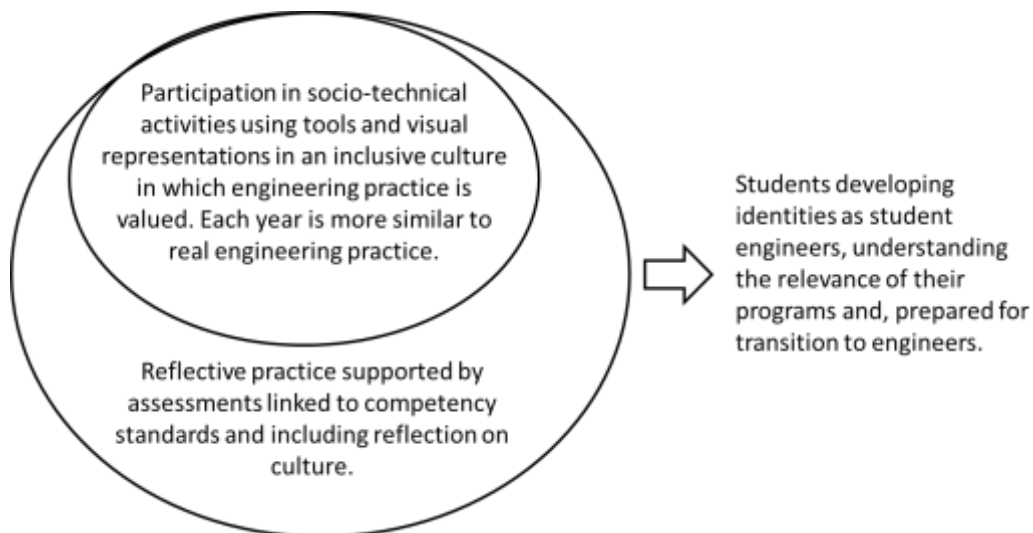 Participation in socio-technical
activities using tools and visual
representations in an inclusive culture
in which engineering practice is
valued. Each year is more similar to
real engineering practice.
Reflective practice supported by
assessments linked to competency
standards and including reflection on
culture.
Students developing
identities as student
engineers, understanding
the relevance of their
programs and, prepared for
transition to engineers.